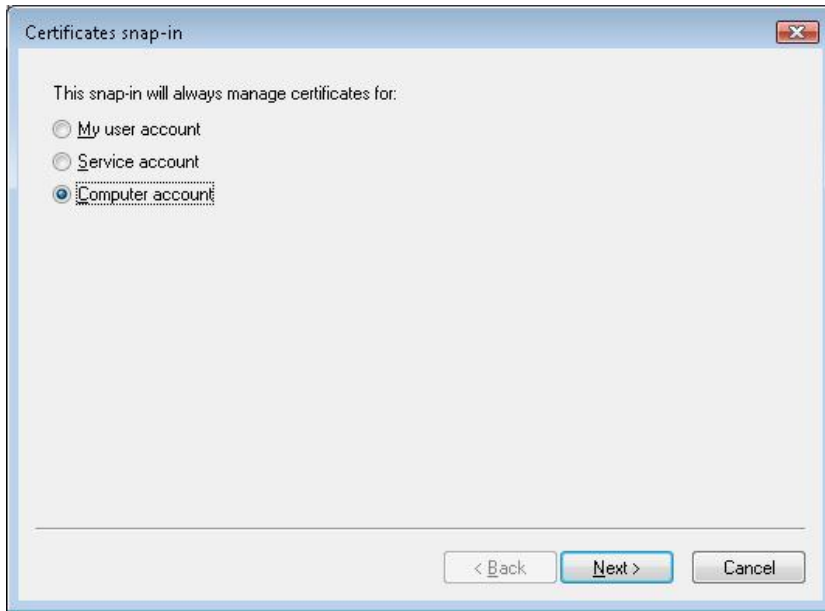 Certificates snap-in
This snap-in will always manage certificates for:
My user account
Service account
Computer account
< Back Next > Cancel